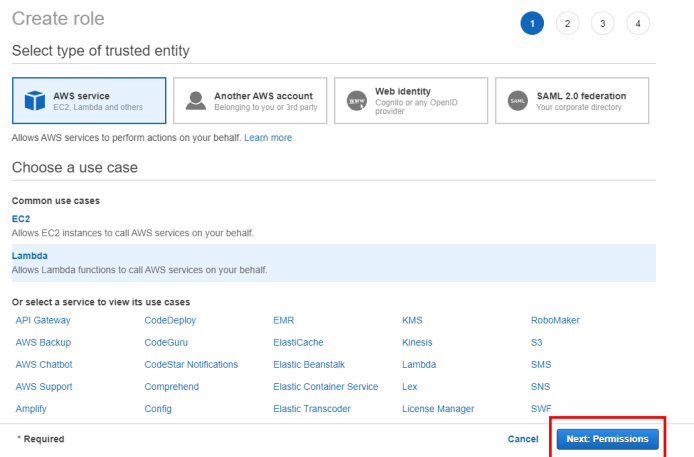 Create role
1 2 3 4
Select type of trusted entity
AWS service
EC2, Lambda and others
Another AWS account
Belonging to you or 3rd party
WWW
Web identity
Cognito or any OpenID
provider
SAML
SAML 2.0 federation
Your corporate directory
Allows AWS services to perform actions on your behalf. Learn more
Choose a use case
Common use cases
EC2
Allows EC2 instances to call AWS services on your behalf.
Lambda
Allows Lambda functions to call AWS services on your behalf.
Or select a service to view its use cases
API Gateway CodeDeploy EMR KMS RoboMaker
AWS Backup CodeGuru ElastiCache Kinesis S3
AWS Chatbot CodeStar Notifications Elastic Beanstalk Lambda SMS
AWS Support Comprehend Elastic Container Service Lex SNS
Amplify Config Elastic Transcoder License Manager SWF
* Required Cancel Next: Permissions